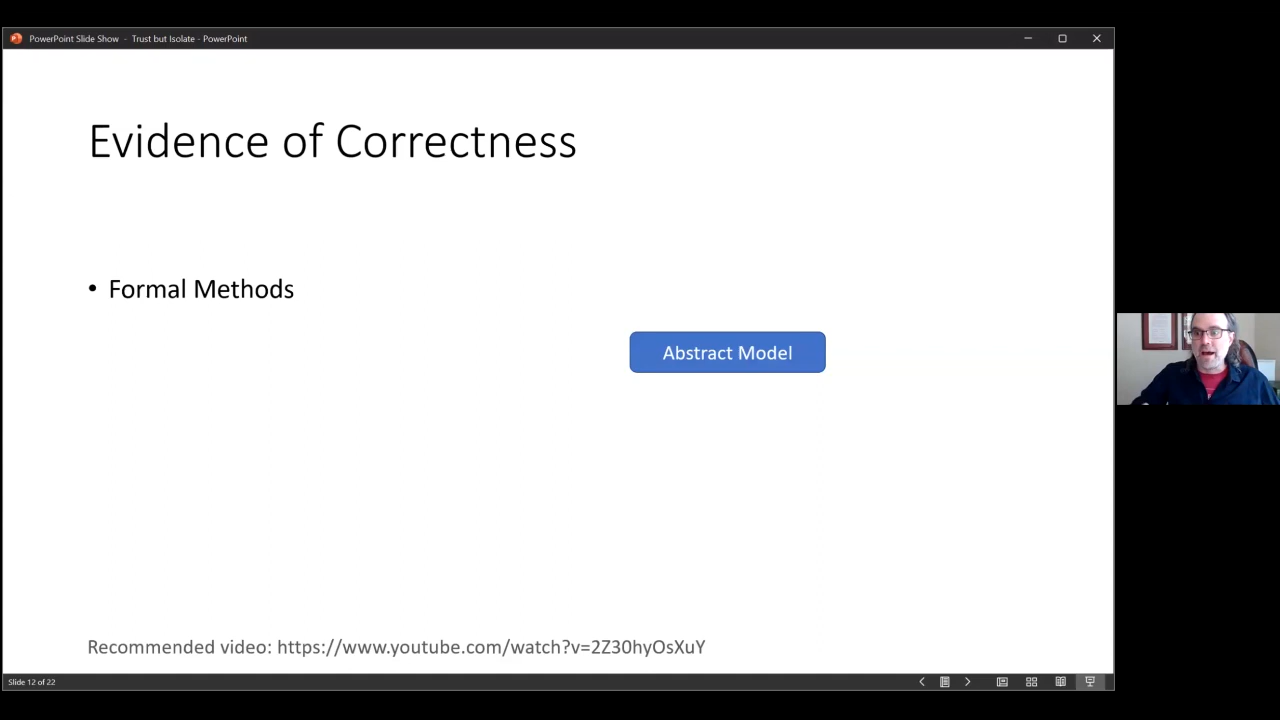 PowerPoint Slide Show - Trust but Isolate - PowerPoint
Evidence of Correctness
• Formal Methods
Abstract Model
Recommended video: https://www.youtube.com/watch?v=2Z30hyOsXuY
Slide 12 of 22